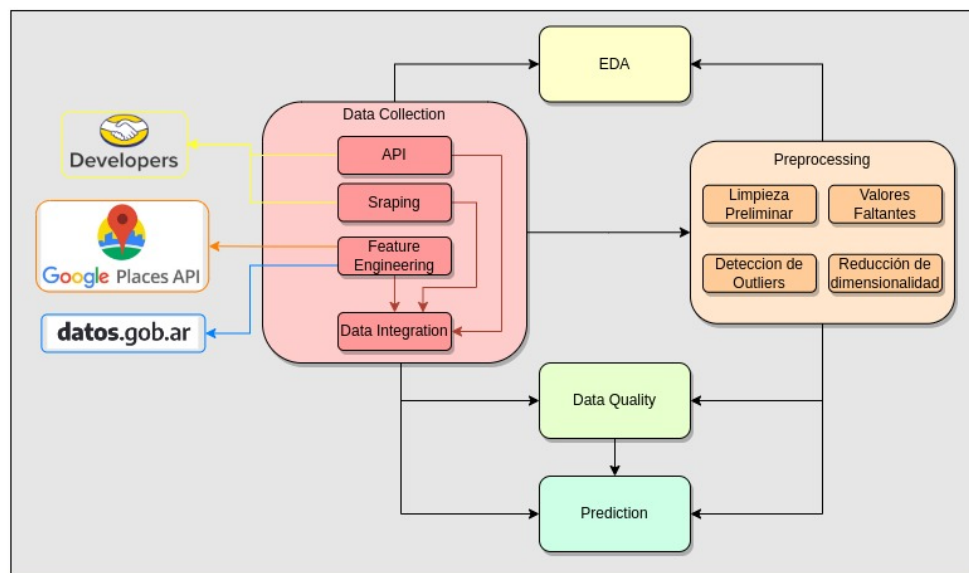 EDA
Data Collection
API
Sraping
Feature
Engineering
Data Integration
Developers
Google Places API
datos.gob.ar
Preprocessing
Limpieza
Preliminar
Valores
Faltantes
Deteccion de
Outliers
Reducción de
dimensionalidad
Data Quality
Prediction